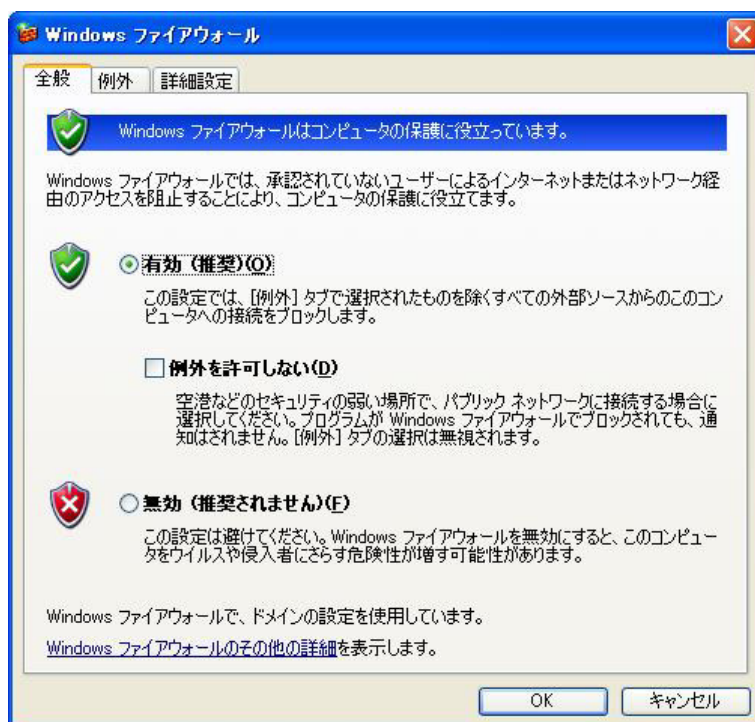 Windows ファイアウォール
全般 例外 詳細設定
Windows ファイアウォールはコンピュータの保護に役立っています。
Windows ファイアウォールでは、承認されていないユーザーによるインターネットまたはネットワーク経
由のアクセスを阻止することにより、コンピュータの保護に役立てます。
有効 (推奨)(O)
この設定では、[例外] タブで選択されたものを除くすべての外部ソースからのこのコン
ピュータへの接続をブロックします。
例外を許可しない(D)
空港などのセキュリティの弱い場所で、パブリック ネットワークに接続する場合に
選択してください。プログラムが Windows ファイアウォールでブロックされても、通
知はされません。[例外] タブの選択は無視されます。
無効 (推奨されません)(F)
この設定は避けてください。Windows ファイアウォールを無効にすると、このコンピュー
タをウイルスや侵入者にさらす危険性が増す可能性があります。
Windows ファイアウォールで、ドメインの設定を使用しています。
Windows ファイアウォールのその他の詳細を表示します。
OK キャンセル